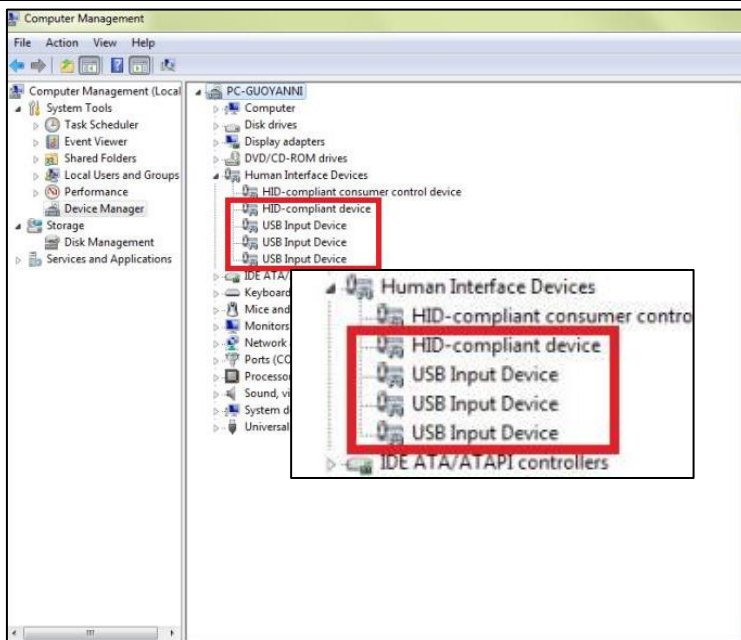 Computer Management
File Action View Help
Computer Management (Local
System Tools
Task Scheduler
Event Viewer
Shared Folders
Local Users and Groups
Performance
Device Manager
Storage
Disk Management
Services and Applications
PC-GUOYANNI
Computer
Disk drives
Display adapters
DVD/CD-ROM drives
Human Interface Devices
HID-compliant consumer control device
HID-compliant device
USB Input Device
USB Input Device
USB Input Device
IDE ATA/
Keyboard
Mice and
Monitors
Network
Ports (CO
Processo
Sound, vi
System d
Universal
Human Interface Devices
HID-compliant consumer contro
HID-compliant device
USB Input Device
USB Input Device
USB Input Device
IDE ATA/ATAPI controllers